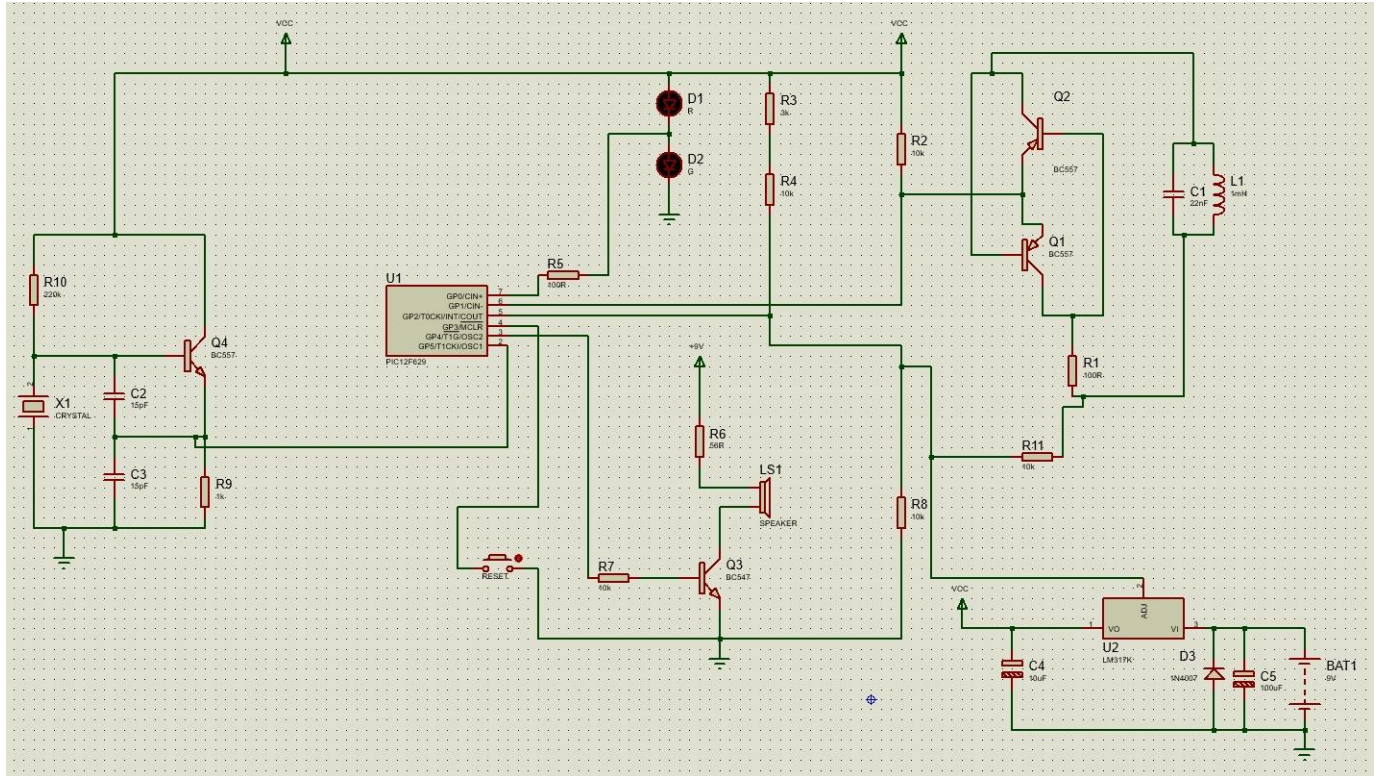 VCC
VCC
D1
R
D2
G
R3
3k
R4
10k
R2
10k
Q2
BC557
Q1
BC557
C1
22nF
L1
1mH
R10
220k
Q4
BC557
C2
15pF
X1
CRYSTAL
2
1
C3
15pF
R9
1k
U1
GP0/CIN+
GP1/CIN-
GP2/T0CKI/INT/COUT
GP3/MCLR
GP4/T1G/OSC2
GP5/T1CKI/OSC1
7
6
5
4
3
2
PIC12F629
R5
100R
+9V
R6
56R
LS1
SPEAKER
R1
100R
R11
10k
R8
10k
RESET
R7
10k
Q3
BC547
VCC
2
ADJ
1
VO
VI
3
U2
LM317K
C4
10uF
D3
1N4007
C5
100uF
BAT1
9V